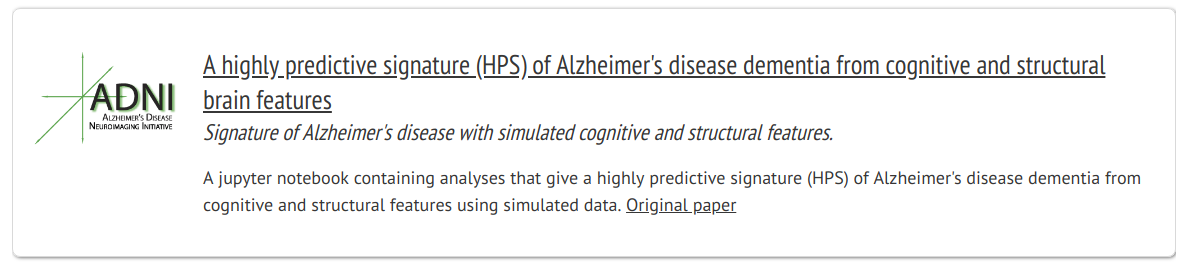 ADNI
ALZHEIMER'S DISEASE
NEUROIMAGING INITIATIVE
A highly predictive signature (HPS) of Alzheimer's disease dementia from cognitive and structural
brain features
Signature of Alzheimer's disease with simulated cognitive and structural features.
A jupyter notebook containing analyses that give a highly predictive signature (HPS) of Alzheimer's disease dementia from
cognitive and structural features using simulated data. Original paper